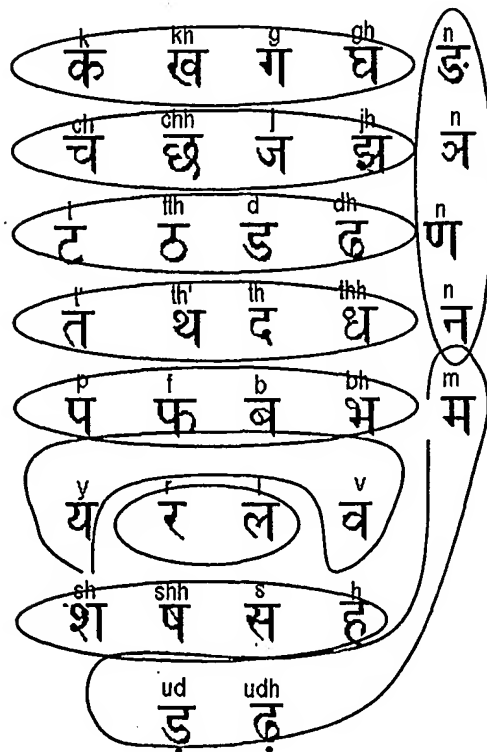 k kh g gh n
क ख ग घ ङ
ch chh j jh n
च छ ज झ ञ
t tth d dh n
ट ठ ड ढ ण
t' th' th thh n
त थ द ध न
p f b bh m
प फ ब भ म
y r l v
य र ल व
sh shh s h
श ष स ह
ud udh
ड़ ढ़